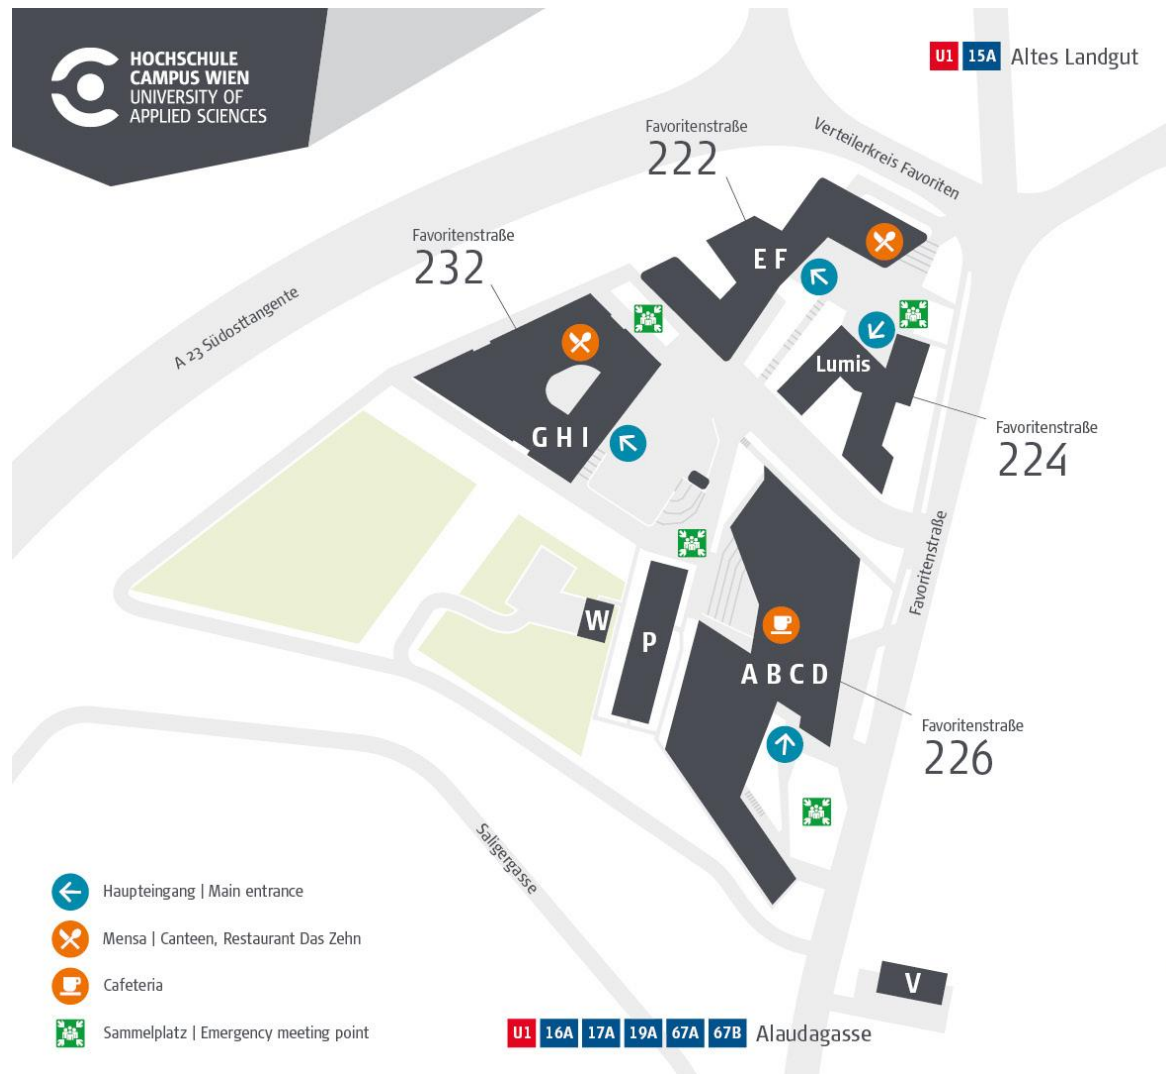 HOCHSCHULE
CAMPUS WIEN
UNIVERSITY OF
APPLIED SCIENCES
U1 15A Altes Landgut
Favoritenstraße
222
Verteilerkreis Favoriten
Favoritenstraße
232
E F
A 23 Südosttangente
Lumis
G H I
Favoritenstraße
224
Favoritenstraße
W
P
A B C D
Favoritenstraße
226
Saligergasse
Haupteingang | Main entrance
Mensa | Canteen, Restaurant Das Zehn
Cafeteria
Sammelplatz | Emergency meeting point
V
U1 16A 17A 19A 67A 67B Alaudagasse